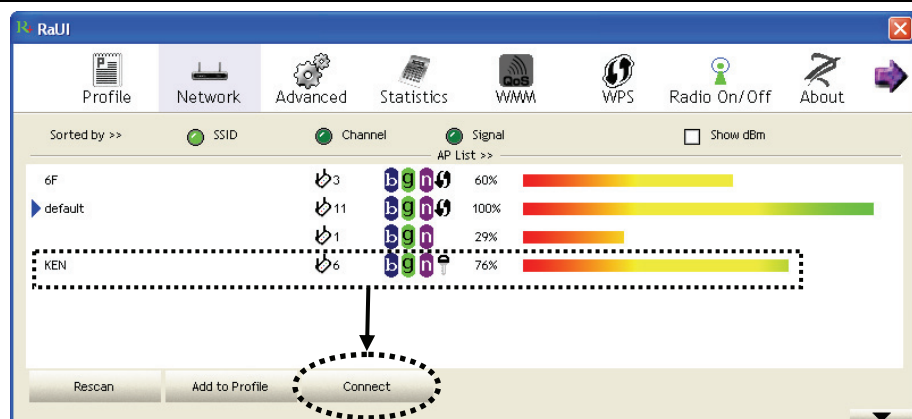 R RaUI
Profile Network Advanced Statistics QoS WMM WPS Radio On/Off About
Sorted by >> SSID Channel Signal Show dBm
AP List >>
6F 3 b g n 60%
default 11 b g n 100%
1 b g n 29%
KEN 6 b g n 76%
Rescan Add to Profile Connect